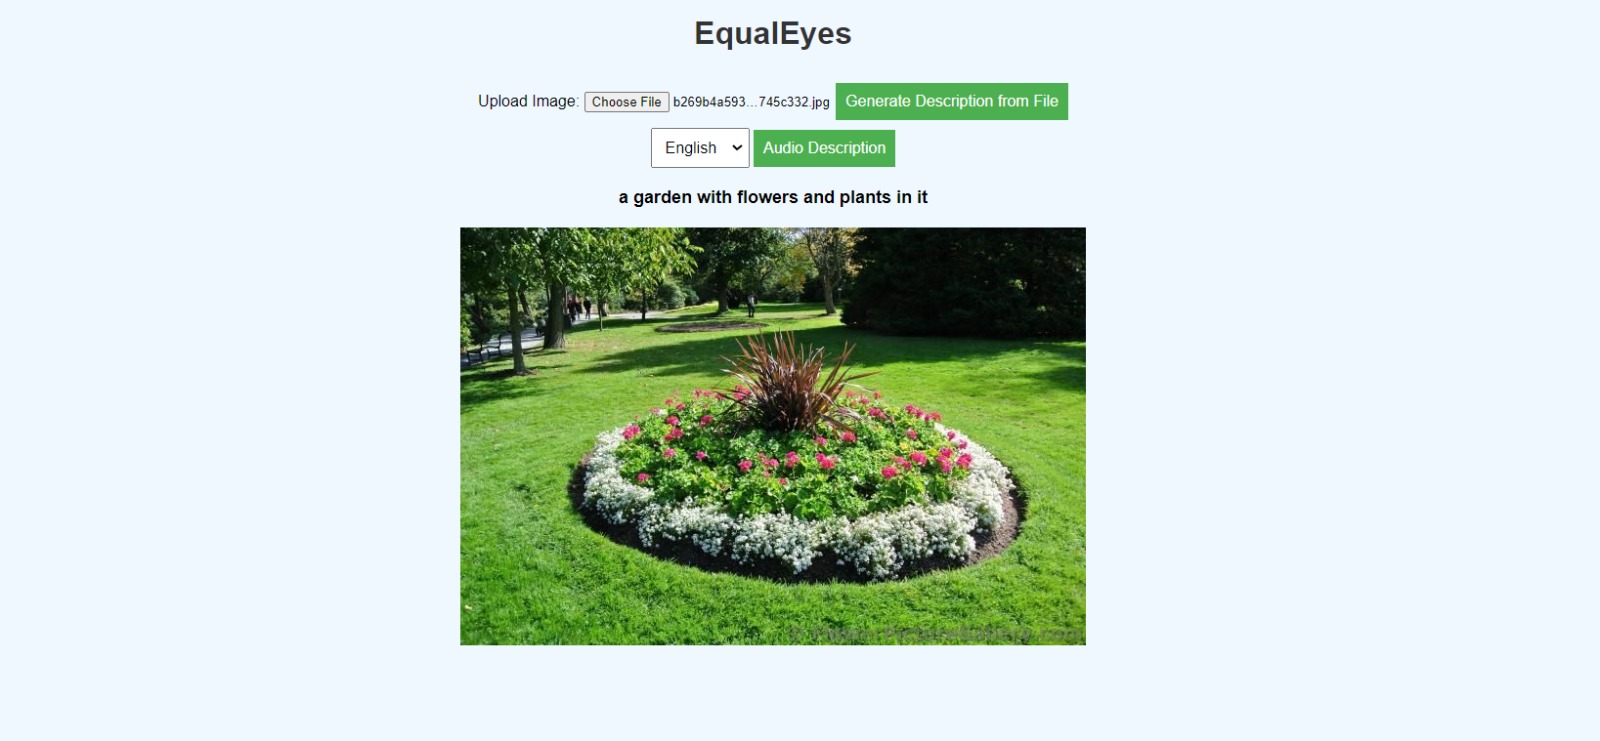 EqualEyes
Upload Image: Choose File b269b4a593...745c332.jpg Generate Description from File
English Audio Description
a garden with flowers and plants in it